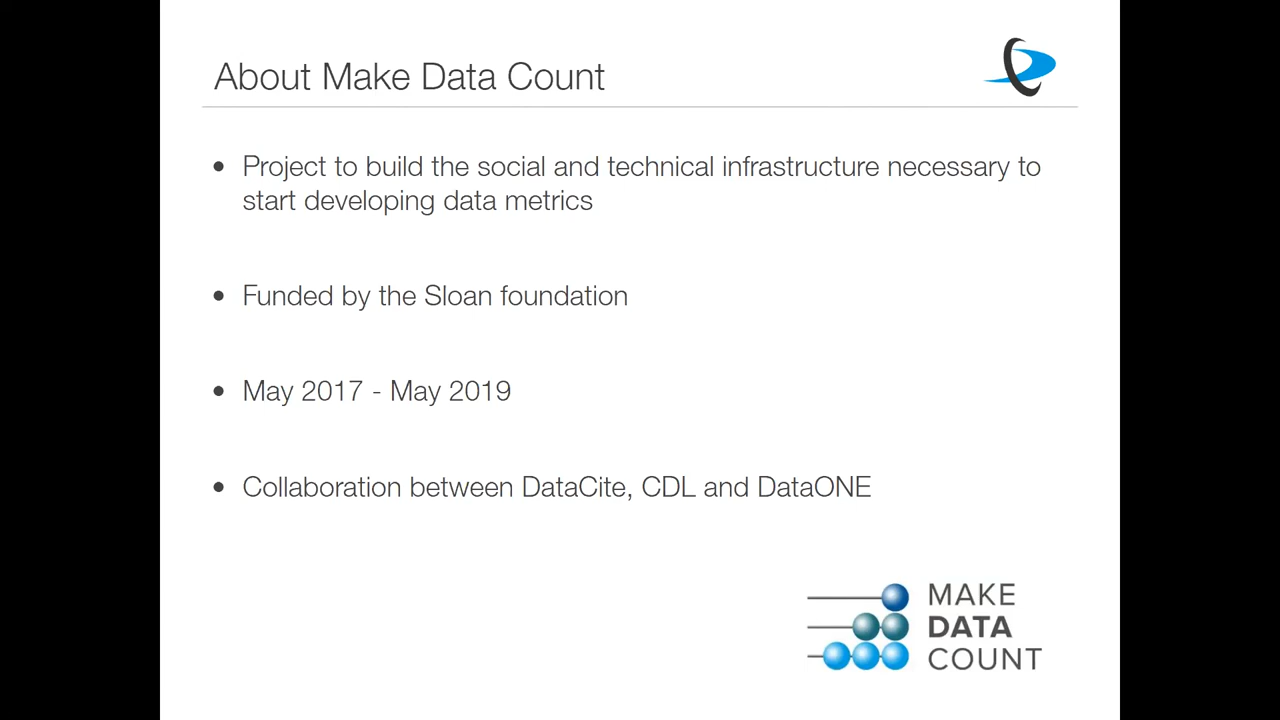 About Make Data Count
• Project to build the social and technical infrastructure necessary to
start developing data metrics
• Funded by the Sloan foundation
• May 2017 - May 2019
• Collaboration between DataCite, CDL and DataONE
MAKE
DATA
COUNT